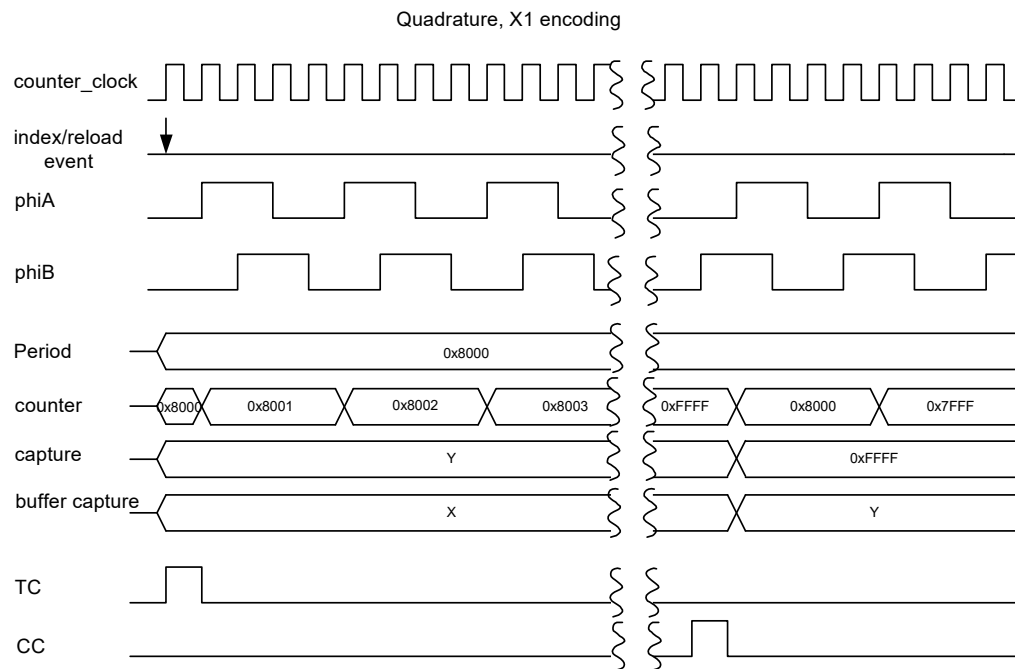 Quadrature, X1 encoding
counter_clock
index/reload
event
phiA
phiB
Period
0x8000
counter
0x8000
0x8001
0x8002
0x8003
0xFFFF
0x8000
0x7FFF
capture
Y
0xFFFF
buffer capture
X
Y
TC
CC